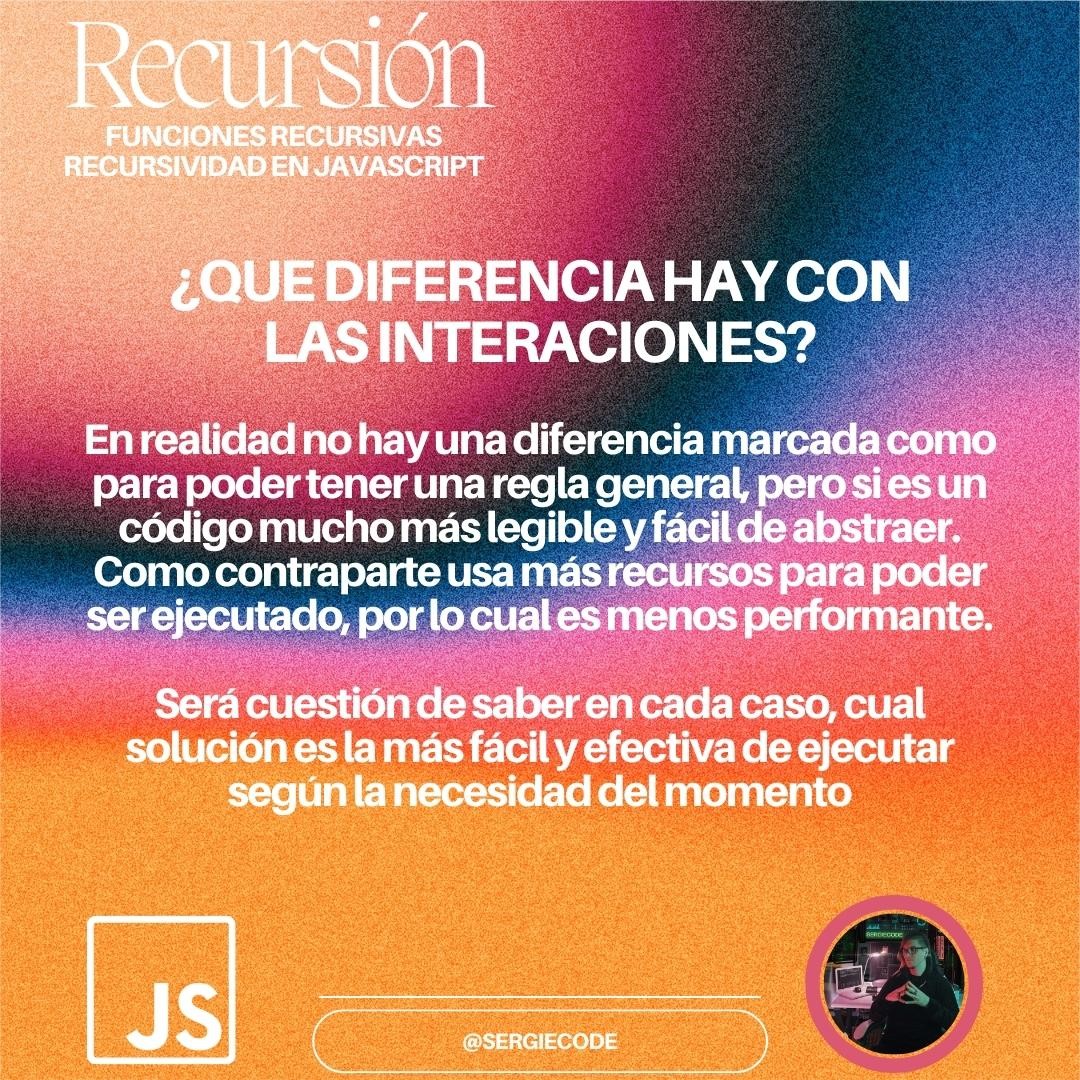 Recursión
FUNCIONES RECURSIVAS
RECURSIVIDAD EN JAVASCRIPT
¿QUE DIFERENCIA HAY CON
LAS INTERACIONES?
En realidad no hay una diferencia marcada como
para poder tener una regla general, pero si es un
código mucho más legible y fácil de abstraer.
Como contraparte usa más recursos para poder
ser ejecutado, por lo cual es menos performante.
Será cuestión de saber en cada caso, cual
solución es la más fácil y efectiva de ejecutar
según la necesidad del momento
SERGIECODE
JS
@SERGIECODE